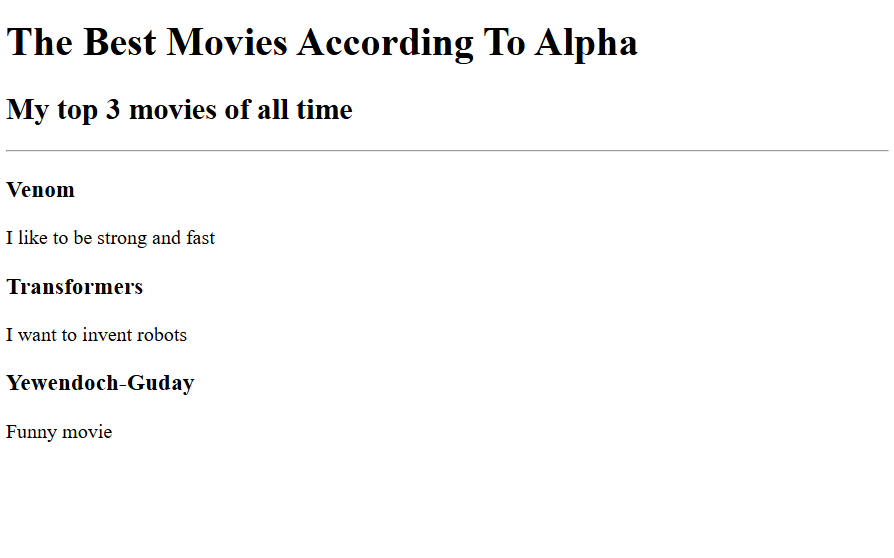 The Best Movies According To Alpha
My top 3 movies of all time
Venom
I like to be strong and fast
Transformers
I want to invent robots
Yewendoch-Guday
Funny movie